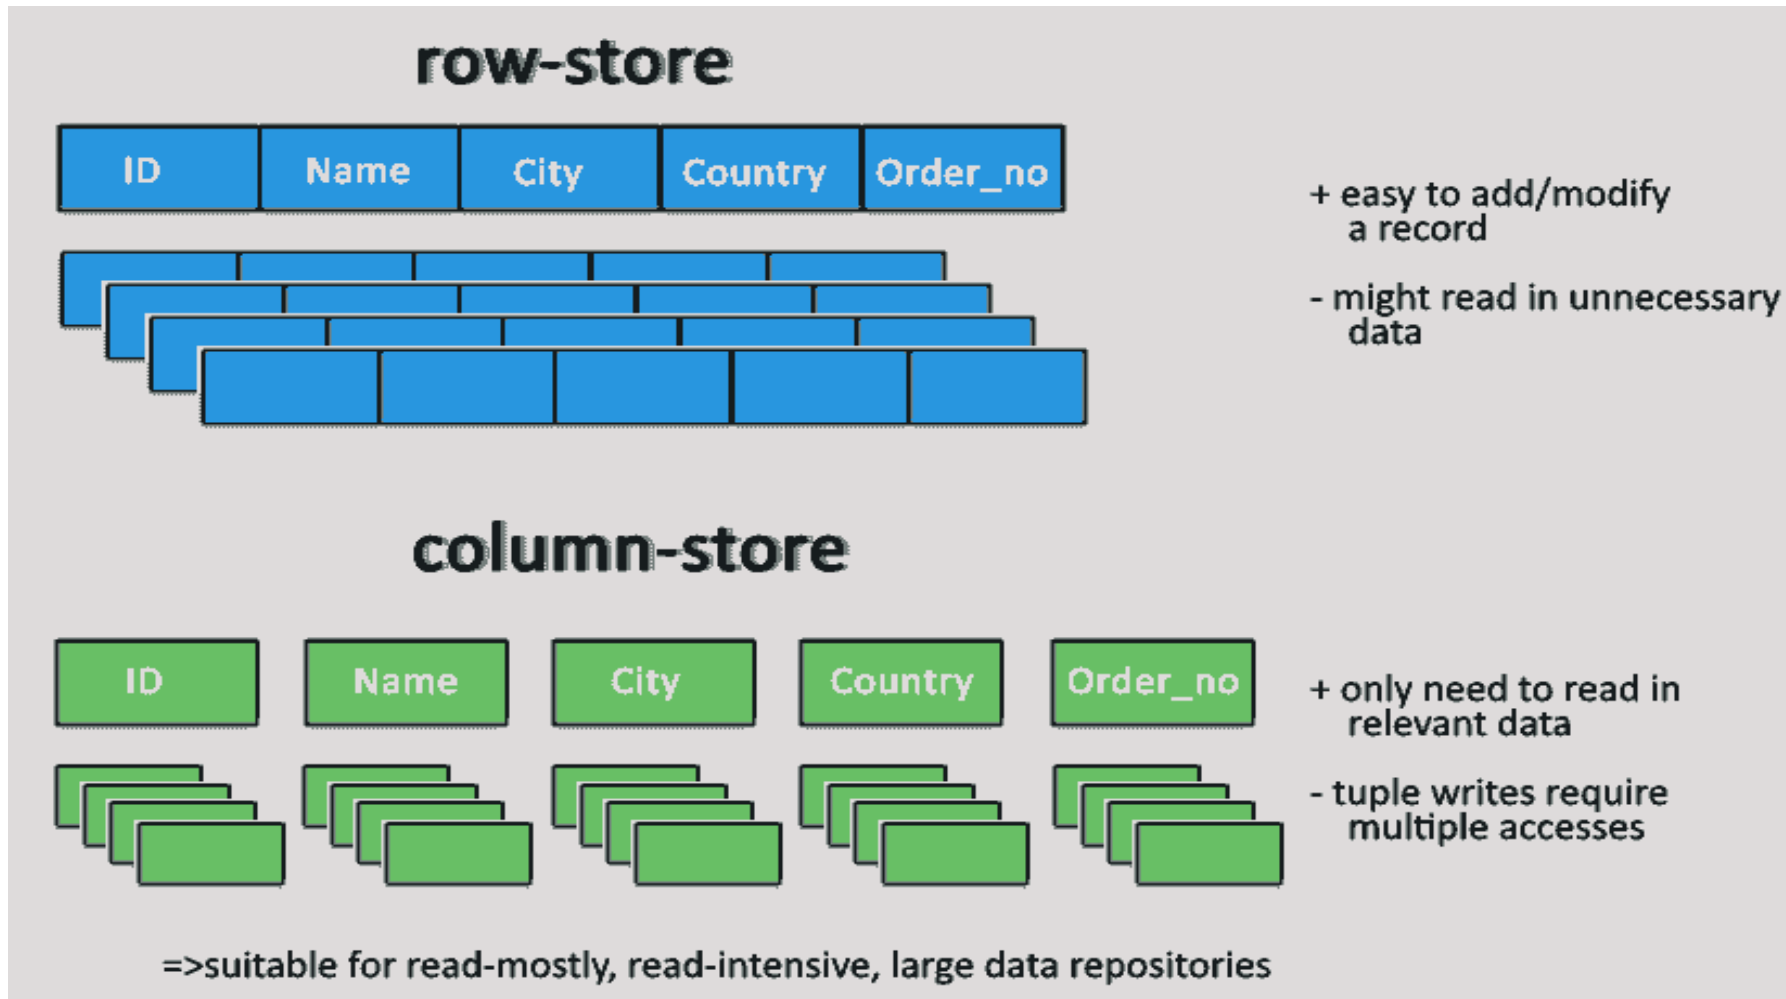 row-store
ID Name City Country Order_no
+ easy to add/modify
a record
- might read in unnecessary
data
column-store
ID Name City Country Order_no
+ only need to read in
relevant data
- tuple writes require
multiple accesses
=>suitable for read-mostly, read-intensive, large data repositories